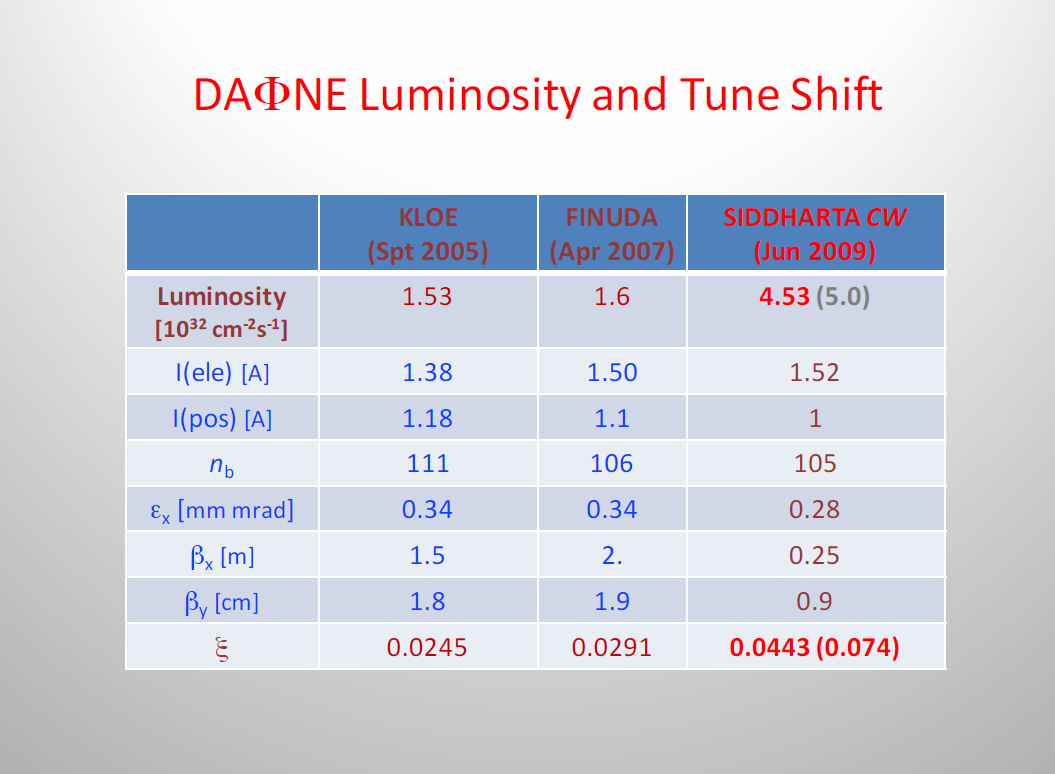 DAΦNE Luminosity and Tune Shift
KLOE FINUDA SIDDHARTA CW
(Spt 2005) (Apr 2007) (Jun 2009)
Luminosity 1.53 1.6 4.53 (5.0)
[10³² cm⁻²s⁻¹]
I(ele) [A] 1.38 1.50 1.52
I(pos) [A] 1.18 1.1 1
n_b 111 106 105
ε_x [mm mrad] 0.34 0.34 0.28
β_x [m] 1.5 2. 0.25
β_y [cm] 1.8 1.9 0.9
ξ 0.0245 0.0291 0.0443 (0.074)